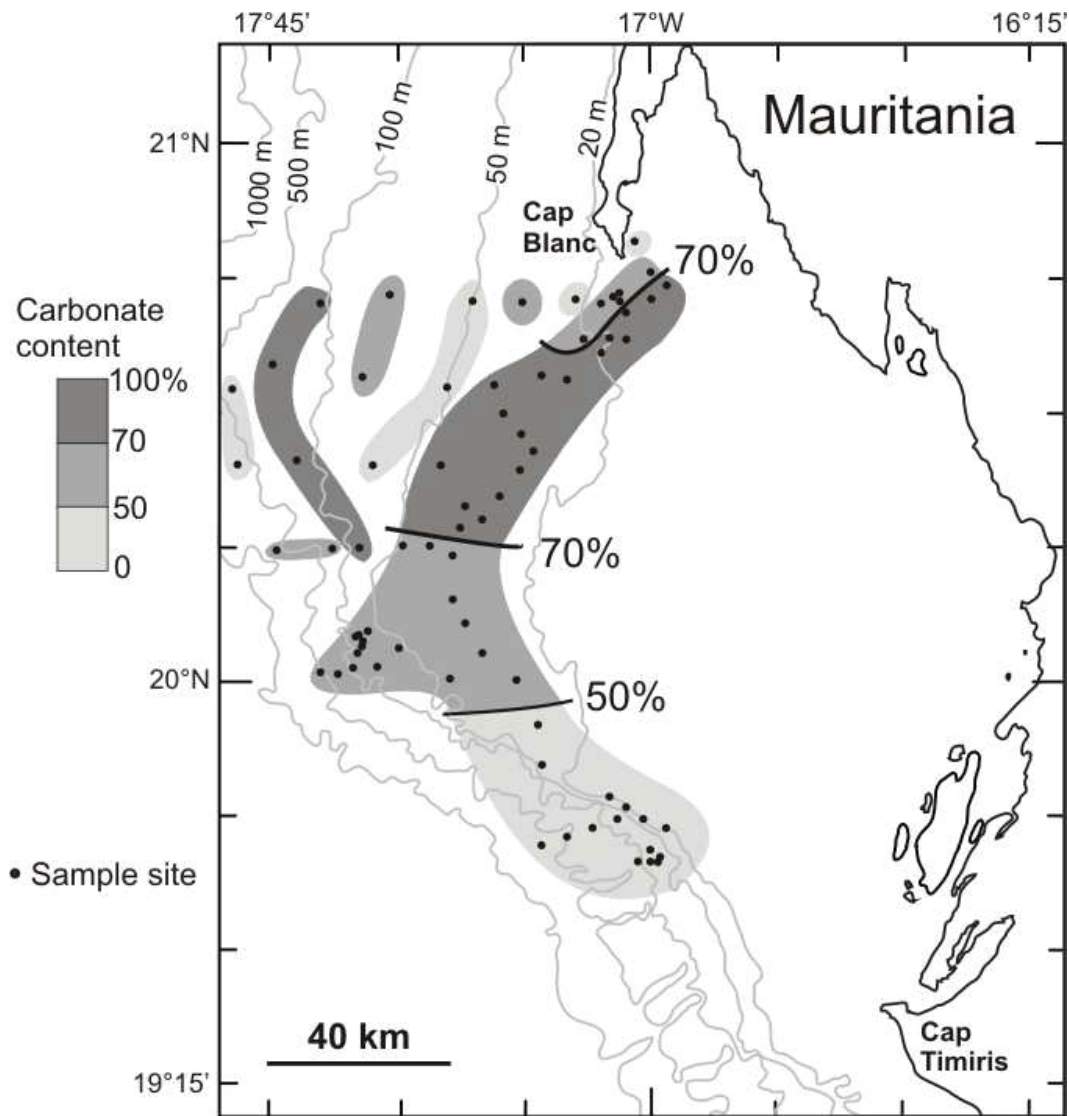 17°45'
17°W
16°15'
Mauritania
21°N
1000 m
500 m
100 m
50 m
20 m
Cap
Blanc
70%
Carbonate
content
100%
70
50
0
70%
20°N
50%
Sample site
40 km
Cap
Timiris
19°15'